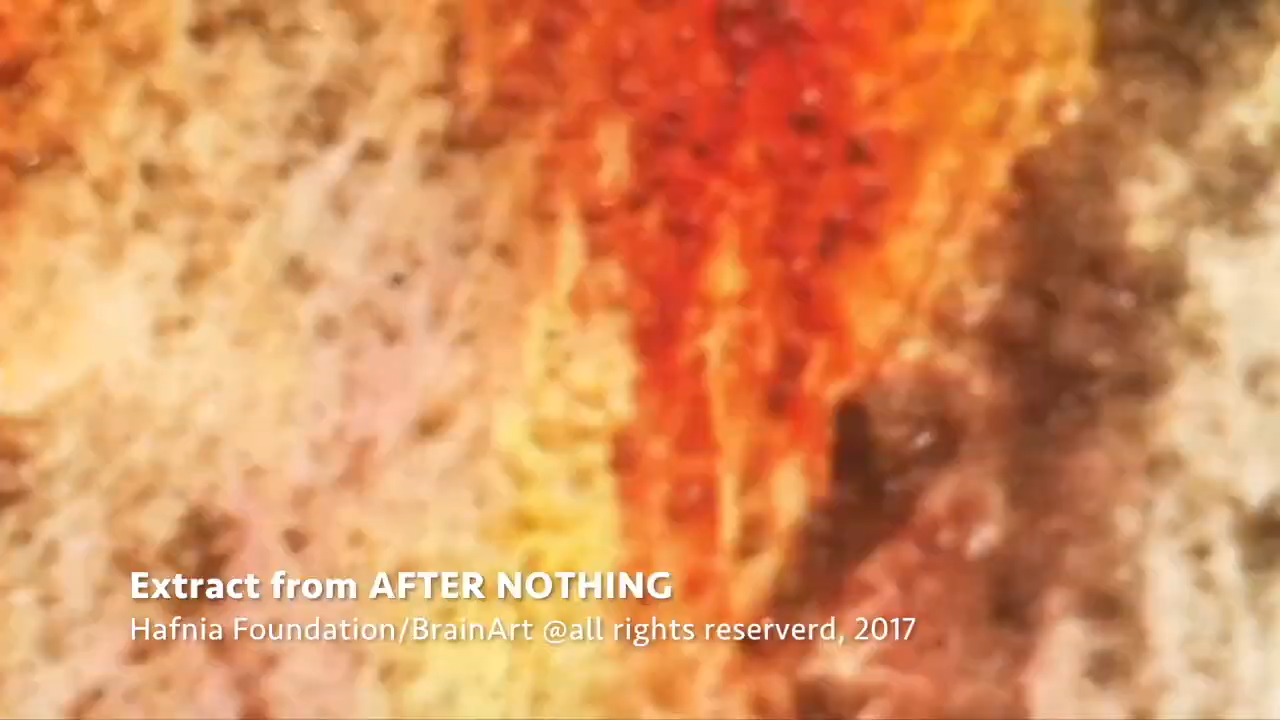 Extract from AFTER NOTHING
Hafnia Foundation/BrainArt @all rights reserverd, 2017